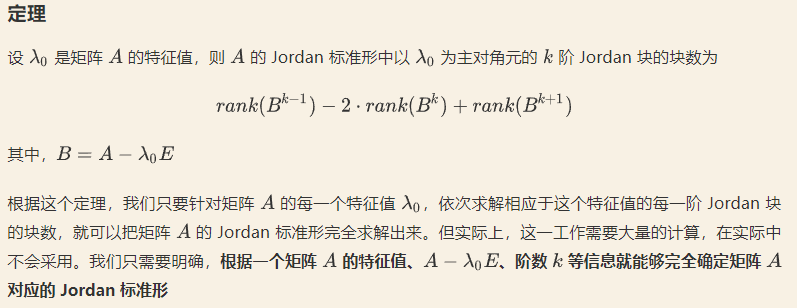 定理
设 λ₀ 是矩阵 A 的特征值，则 A 的 Jordan 标准形中以 λ₀ 为主对角元的 k 阶 Jordan 块的块数为
rank(B^{k−1}) − 2 · rank(B^k) + rank(B^{k+1})
其中，B = A − λ₀E
根据这个定理，我们只要针对矩阵 A 的每一个特征值 λ₀，依次求解相应于这个特征值的每一阶 Jordan 块
的块数，就可以把矩阵 A 的 Jordan 标准形完全求解出来。但实际上，这一工作需要大量的计算，在实际中
不会采用。我们只需要明确，根据一个矩阵 A 的特征值、A − λ₀E、阶数 k 等信息就能够完全确定矩阵 A
对应的 Jordan 标准形